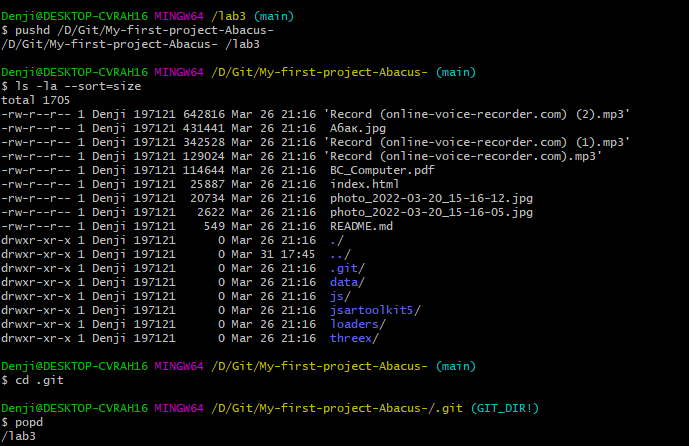 Denji@DESKTOP-CVRAH16 MINGW64 /lab3 (main)
$ pushd /D/Git/My-first-project-Abacus-
/D/Git/My-first-project-Abacus- /lab3
Denji@DESKTOP-CVRAH16 MINGW64 /D/Git/My-first-project-Abacus- (main)
$ ls -la --sort=size
total 1705
-rw-r--r-- 1 Denji 197121 642816 Mar 26 21:16 'Record (online-voice-recorder.com) (2).mp3'
-rw-r--r-- 1 Denji 197121 431441 Mar 26 21:16 Абак.jpg
-rw-r--r-- 1 Denji 197121 342528 Mar 26 21:16 'Record (online-voice-recorder.com) (1).mp3'
-rw-r--r-- 1 Denji 197121 129024 Mar 26 21:16 'Record (online-voice-recorder.com).mp3'
-rw-r--r-- 1 Denji 197121 114644 Mar 26 21:16 BC_Computer.pdf
-rw-r--r-- 1 Denji 197121 25887 Mar 26 21:16 index.html
-rw-r--r-- 1 Denji 197121 20734 Mar 26 21:16 photo_2022-03-20_15-16-12.jpg
-rw-r--r-- 1 Denji 197121 2622 Mar 26 21:16 photo_2022-03-20_15-16-05.jpg
-rw-r--r-- 1 Denji 197121 549 Mar 26 21:16 README.md
drwxr-xr-x 1 Denji 197121 0 Mar 26 21:16 ./
drwxr-xr-x 1 Denji 197121 0 Mar 31 17:45 ../
drwxr-xr-x 1 Denji 197121 0 Mar 26 21:16 .git/
drwxr-xr-x 1 Denji 197121 0 Mar 26 21:16 data/
drwxr-xr-x 1 Denji 197121 0 Mar 26 21:16 js/
drwxr-xr-x 1 Denji 197121 0 Mar 26 21:16 jsartoolkit5/
drwxr-xr-x 1 Denji 197121 0 Mar 26 21:16 loaders/
drwxr-xr-x 1 Denji 197121 0 Mar 26 21:16 threex/
Denji@DESKTOP-CVRAH16 MINGW64 /D/Git/My-first-project-Abacus- (main)
$ cd .git
Denji@DESKTOP-CVRAH16 MINGW64 /D/Git/My-first-project-Abacus-/.git (GIT_DIR!)
$ popd
/lab3